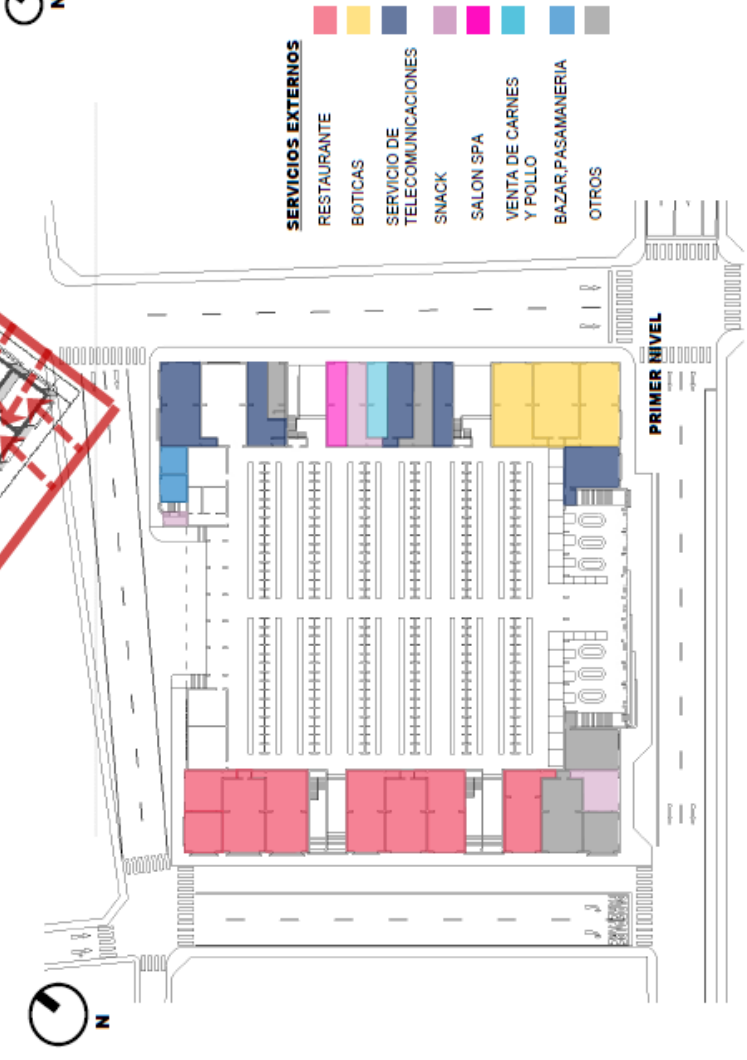 SERVICIOS EXTERNOS
RESTAURANTE
BOTICAS
SERVICIO DE
TELECOMUNICACIONES
SNACK
SALON SPA
VENTA DE CARNES
Y POLLO
BAZAR,PASAMANERIA
OTROS
PRIMER NIVEL
N
N